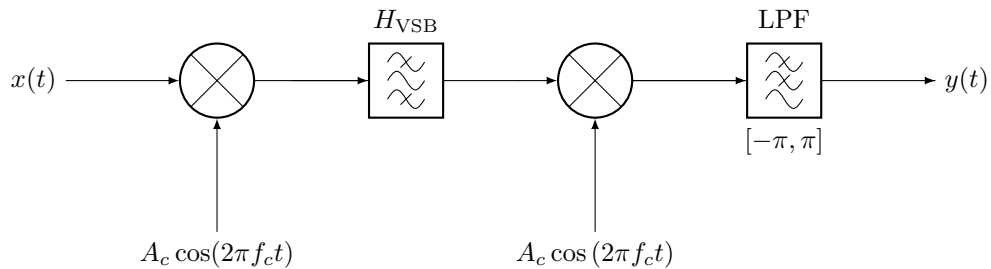 H_VSB
LPF
x(t)
y(t)
[−π, π]
A_c cos(2πf_c t)
A_c cos (2πf_c t)